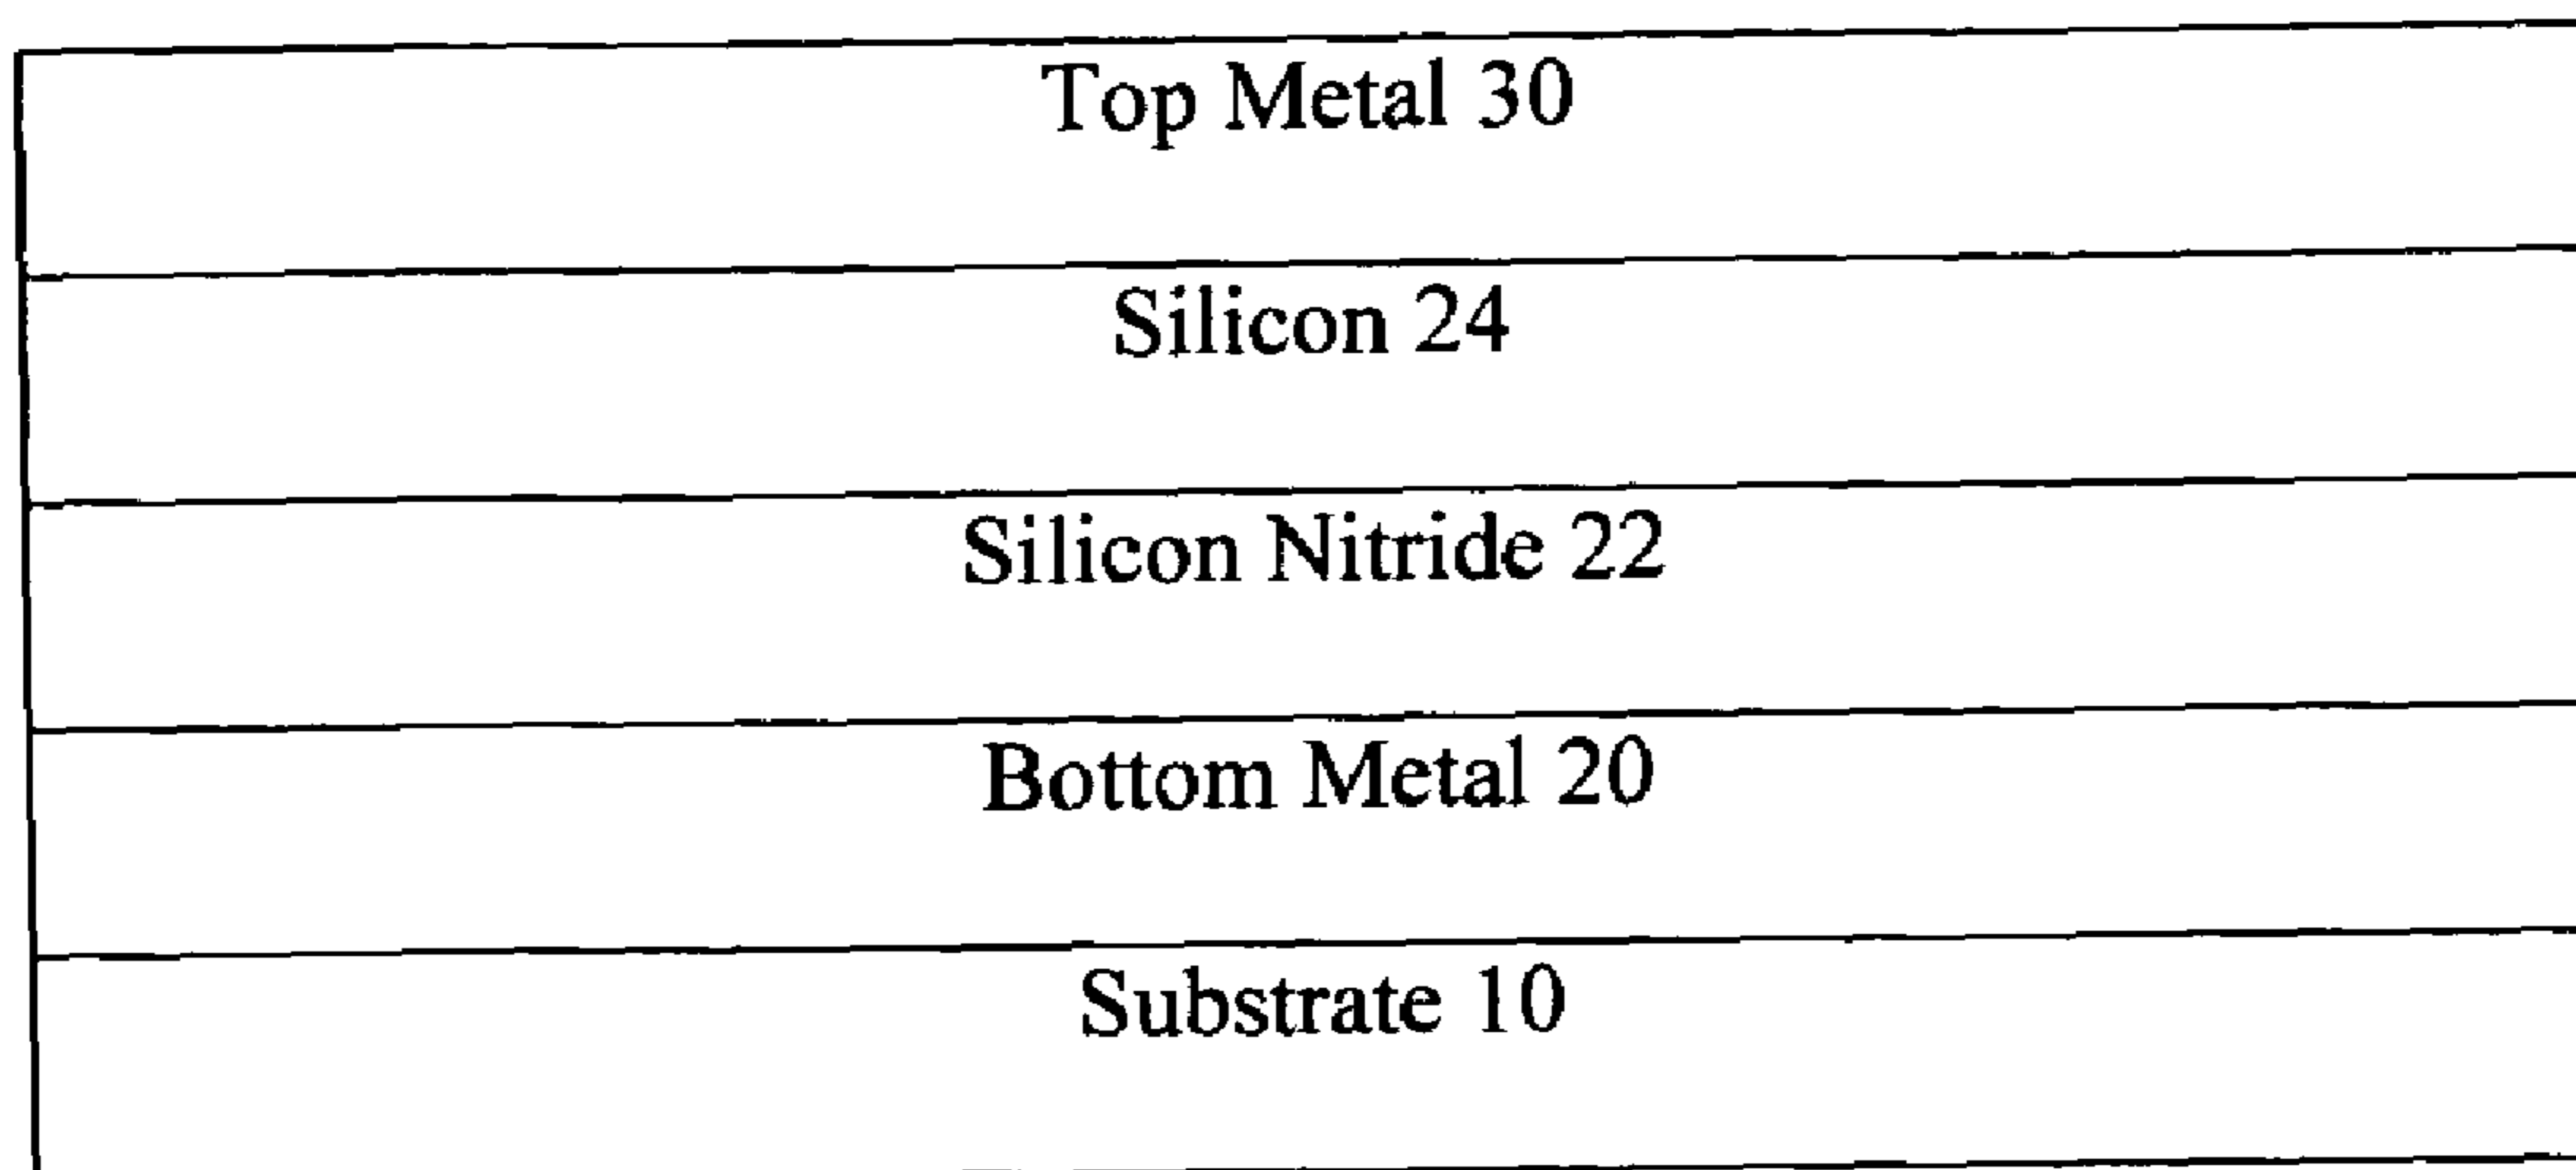 Top Metal 30
Silicon 24
Silicon Nitride 22
Bottom Metal 20
Substrate 10